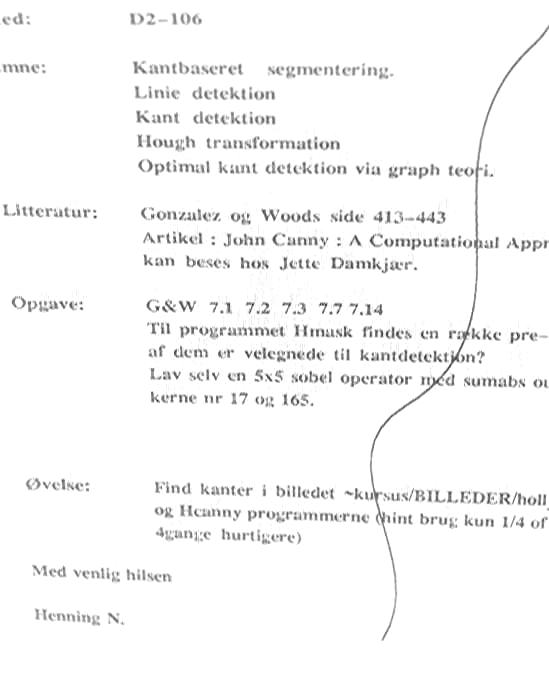 ed: D2-106
mne: Kantbaseret segmentering.
Linie detektion
Kant detektion
Hough transformation
Optimal kant detektion via graph teori.
Litteratur: Gonzalez og Woods side 413-443
Artikel : John Canny : A Computational Appr
kan beses hos Jette Damkjær.
Opgave: G&W 7.1 7.2 7.3 7.7 7.14
Til programmet Hmask findes en række pre-
af dem er velegnede til kantdetektion?
Lav selv en 5x5 sobel operator med sumabs ou
kerne nr 17 og 165.
Øvelse: Find kanter i billedet ~kursus/BILLEDER/holl
og Hcanny programmerne (hint brug kun 1/4 of
4gange hurtigere)
Med venlig hilsen
Henning N.